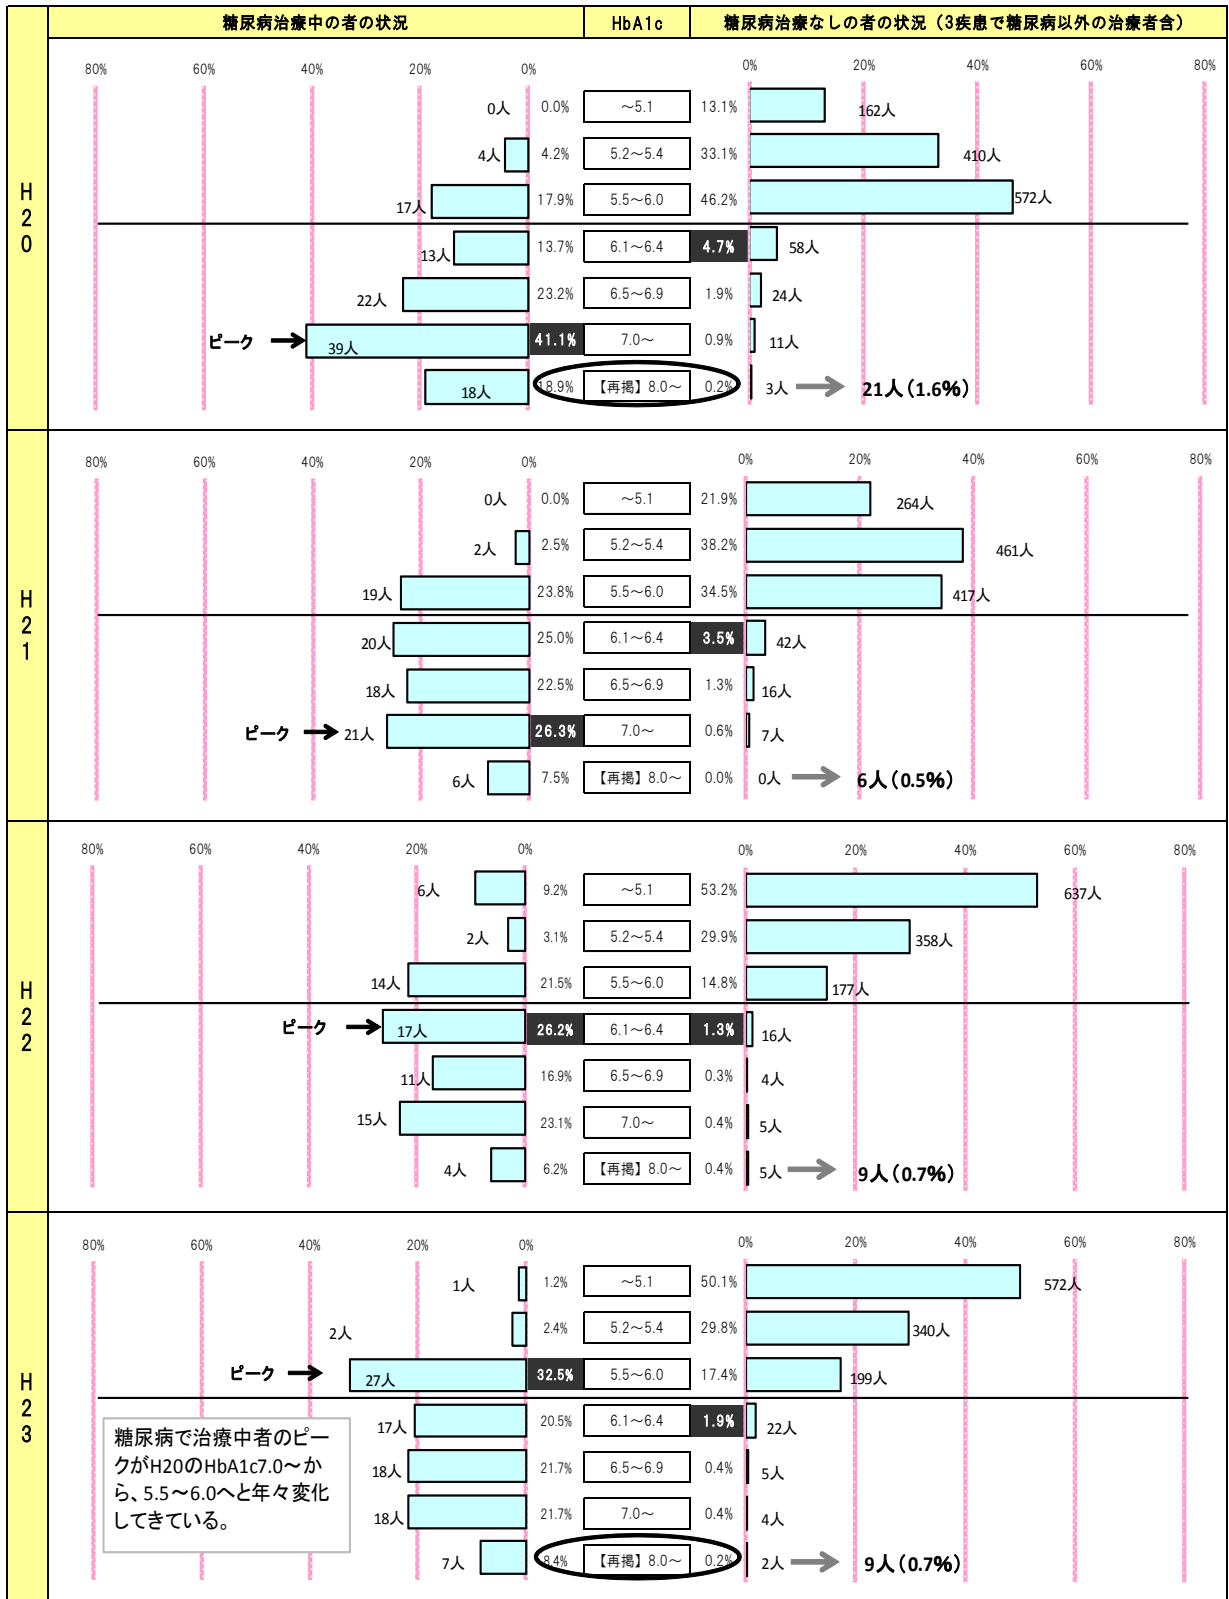 糖尿病治療中の者の状況 HbA1c 糖尿病治療なしの者の状況（3疾患で糖尿病以外の治療者含）
H20
80% 60% 40% 20% 0% 0% 20% 40% 60% 80%
0人 0.0% ～5.1 13.1% 162人
4人 4.2% 5.2～5.4 33.1% 410人
17人 17.9% 5.5～6.0 46.2% 572人
13人 13.7% 6.1～6.4 4.7% 58人
22人 23.2% 6.5～6.9 1.9% 24人
ピーク 39人 41.1% 7.0～ 0.9% 11人
18人 18.9% 【再掲】8.0～ 0.2% 3人 21人（1.6%）
H21
80% 60% 40% 20% 0% 0% 20% 40% 60% 80%
0人 0.0% ～5.1 21.9% 264人
2人 2.5% 5.2～5.4 38.2% 461人
19人 23.8% 5.5～6.0 34.5% 417人
20人 25.0% 6.1～6.4 3.5% 42人
18人 22.5% 6.5～6.9 1.3% 16人
ピーク 21人 26.3% 7.0～ 0.6% 7人
6人 7.5% 【再掲】8.0～ 0.0% 0人 6人（0.5%）
H22
80% 60% 40% 20% 0% 0% 20% 40% 60% 80%
6人 9.2% ～5.1 53.2% 637人
2人 3.1% 5.2～5.4 29.9% 358人
14人 21.5% 5.5～6.0 14.8% 177人
ピーク 17人 26.2% 6.1～6.4 1.3% 16人
11人 16.9% 6.5～6.9 0.3% 4人
15人 23.1% 7.0～ 0.4% 5人
4人 6.2% 【再掲】8.0～ 0.4% 5人 9人（0.7%）
H23
80% 60% 40% 20% 0% 0% 20% 40% 60% 80%
1人 1.2% ～5.1 50.1% 572人
2人 2.4% 5.2～5.4 29.8% 340人
ピーク 27人 32.5% 5.5～6.0 17.4% 199人
17人 20.5% 6.1～6.4 1.9% 22人
18人 21.7% 6.5～6.9 0.4% 5人
18人 21.7% 7.0～ 0.4% 4人
7人 8.4% 【再掲】8.0～ 0.2% 2人 9人（0.7%）
糖尿病で治療中者のピー
クがH20のHbA1c7.0～か
ら、5.5～6.0へと年々変化
してきている。